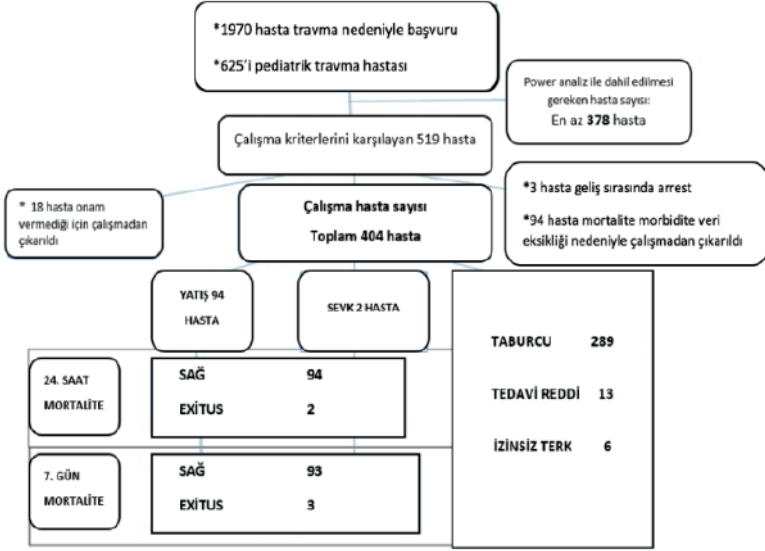 *1970 hasta travma nedeniyle başvuru
*625'i pediatrik travma hastası
Power analiz ile dahil edilmesi
gereken hasta sayısı:
En az 378 hasta
Çalışma kriterlerini karşılayan 519 hasta
* 18 hasta onam
vermediği için çalışmadan
çıkarıldı
Çalışma hasta sayısı
Toplam 404 hasta
*3 hasta geliş sırasında arrest
*94 hasta mortalite morbidite veri
eksikliği nedeniyle çalışmadan çıkarıldı
YATIŞ 94
HASTA
SEVK 2 HASTA
TABURCU 289
TEDAVİ REDDİ 13
İZİNSİZ TERK 6
24. SAAT
MORTALİTE
SAĞ 94
EXİTUS 2
7. GÜN
MORTALİTE
SAĞ 93
EXİTUS 3